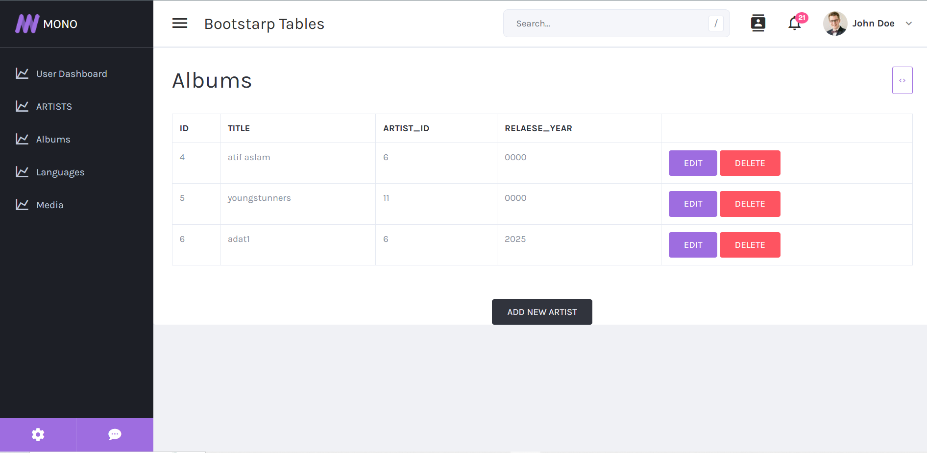 MONO
Bootstarp Tables
Search...
/
21
John Doe
User Dashboard
ARTISTS
Albums
Languages
Media
Albums
‹›
ID TITLE ARTIST_ID RELAESE_YEAR
4 atif aslam 6 0000 EDIT DELETE
5 youngstunners 11 0000 EDIT DELETE
6 adat1 6 2025 EDIT DELETE
ADD NEW ARTIST